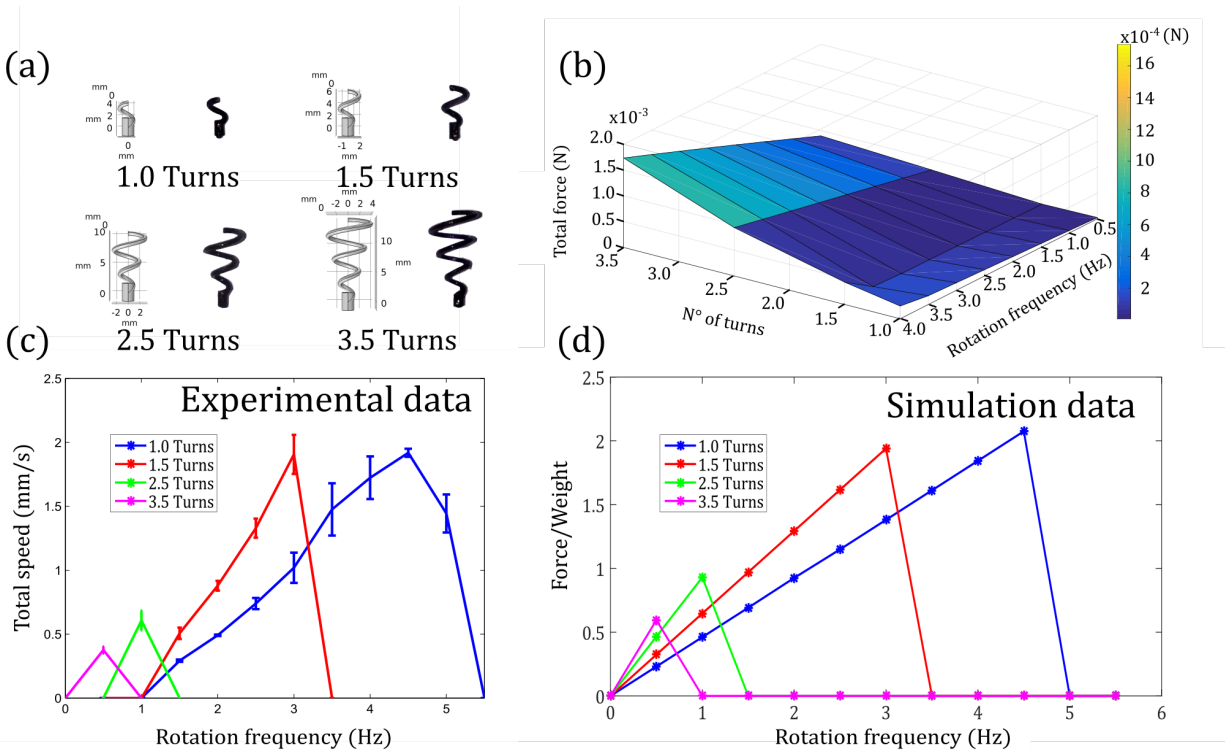 (a)
mm
4
2
0
0
mm
1.0 Turns
mm
6
4
2
0
-1 2
mm
1.5 Turns
mm
10
5
0
-2 0 2
mm
2.5 Turns
mm
-2 0 2 4
mm
10
5
0
3.5 Turns
(b)
x10⁻⁴ (N)
16
14
12
10
8
6
4
2
x10⁻³
2.0
1.5
1.0
0.5
0
Total force (N)
3.5
3.0
2.5
2.0
1.5
1.0
N° of turns
4.0
3.5
3.0
2.5
2.0
1.5
1.0
0.5
Rotation frequency (Hz)
(c)
Experimental data
1.0 Turns
1.5 Turns
2.5 Turns
3.5 Turns
2.5
2
1.5
1
0.5
0
Total speed (mm/s)
0 1 2 3 4 5
Rotation frequency (Hz)
(d)
Simulation data
1.0 Turns
1.5 Turns
2.5 Turns
3.5 Turns
2.5
2
1.5
1
0.5
0
Force/Weight
0 1 2 3 4 5 6
Rotation frequency (Hz)